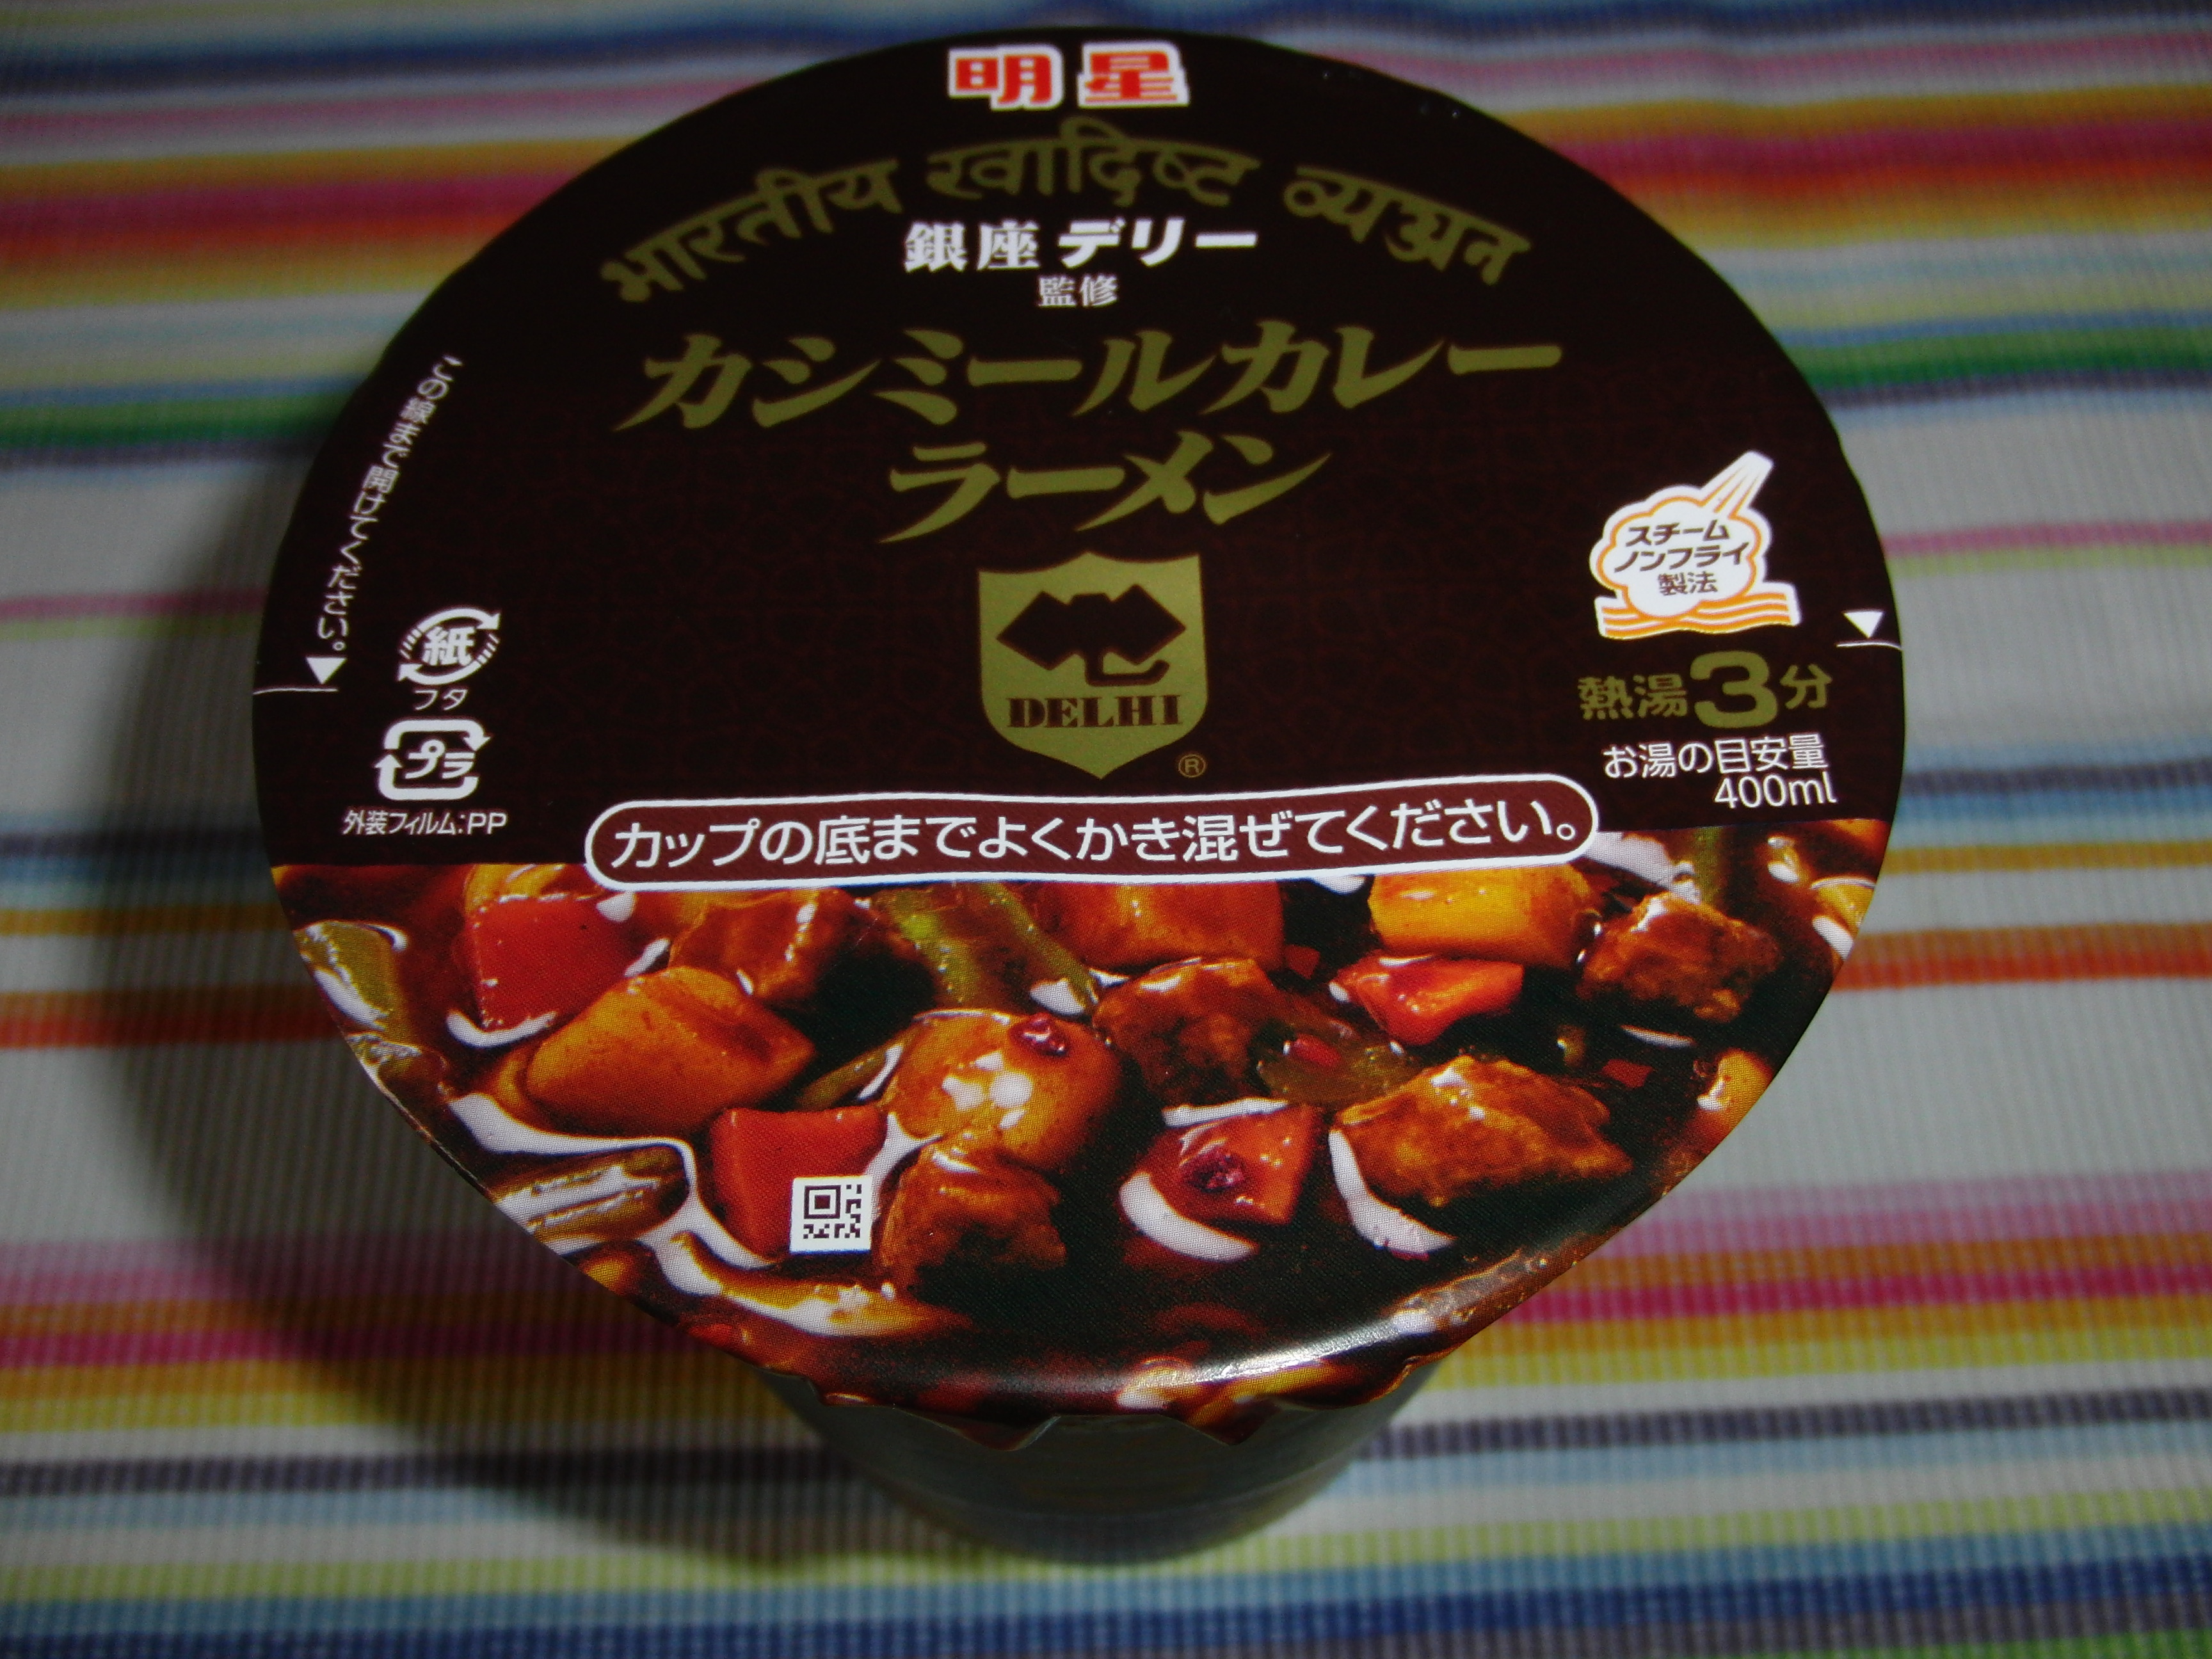 明星
भारतीय स्वादिष्ट व्यञ्जन
銀座デリー
監修
カシミールカレー
ラーメン
この線まで開けてください。
スチーム
ノンフライ
製法
紙
フタ
プラ
外装フィルム:PP
DELHI
®
熱湯3分
お湯の目安量
400ml
カップの底までよくかき混ぜてください。